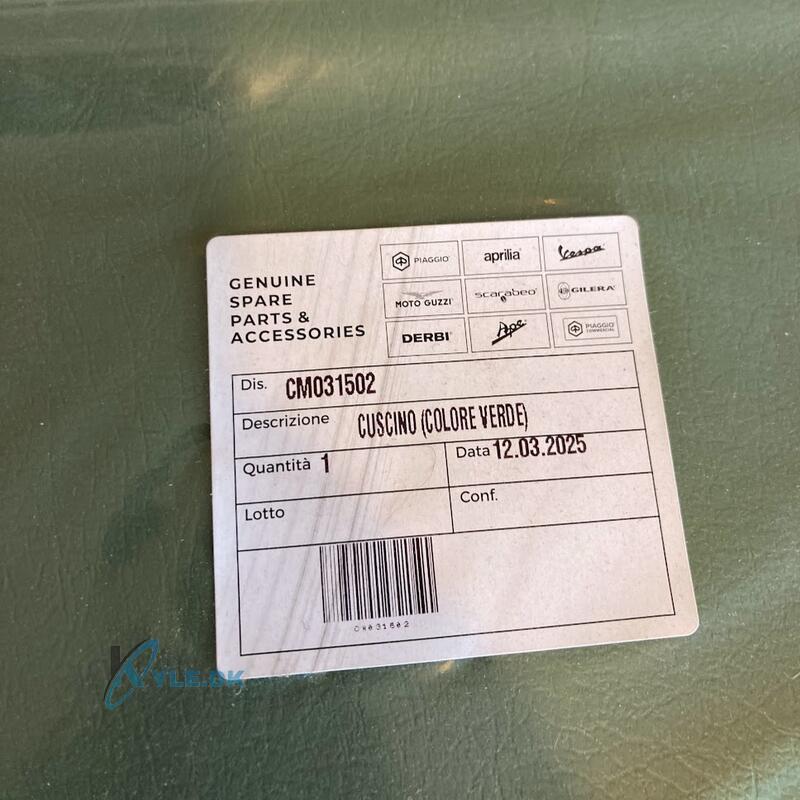 GENUINE
SPARE
PARTS &
ACCESSORIES
PIAGGIO
aprilia
Vespa
MOTO GUZZI
scarabeo
GILERA
DERBI
Ape
PIAGGIO
COMMERCIAL
Dis. CM031502
Descrizione CUSCINO (COLORE VERDE)
Quantità 1
Data 12.03.2025
Lotto
Conf.
CM031502
KYLE.DK